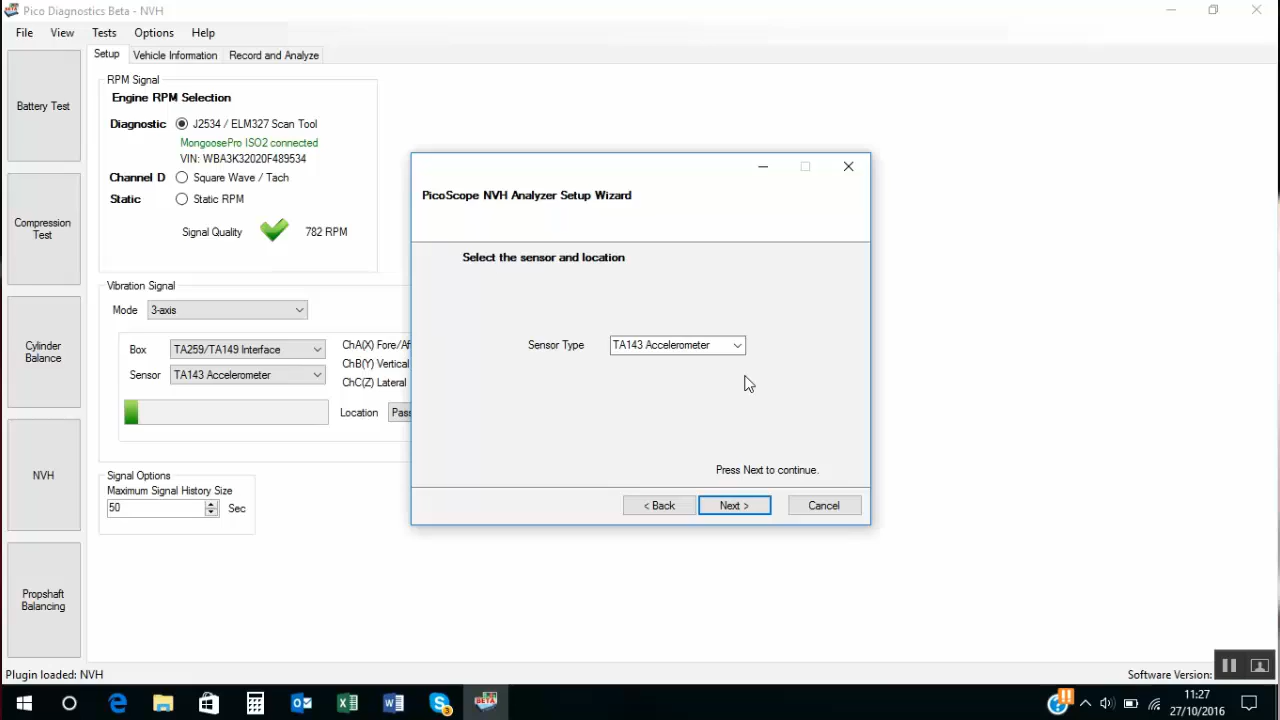 Pico Diagnostics Beta - NVH
File View Tests Options Help
Setup Vehicle Information Record and Analyze
Battery Test
Compression
Test
Cylinder
Balance
NVH
Propshaft
Balancing
RPM Signal
Engine RPM Selection
Diagnostic J2534 / ELM327 Scan Tool
MongoosePro ISO2 connected
VIN: WBA3K32020F489534
Channel D Square Wave / Tach
Static Static RPM
Signal Quality 782 RPM
Vibration Signal
Mode 3-axis
Box TA259/TA149 Interface
Sensor TA143 Accelerometer
ChA(X) Fore/Af
ChB(Y) Vertical
ChC(Z) Lateral
Location Pas
Signal Options
Maximum Signal History Size
50 Sec
PicoScope NVH Analyzer Setup Wizard
Select the sensor and location
Sensor Type TA143 Accelerometer
Press Next to continue.
< Back Next > Cancel
Plugin loaded: NVH
Software Version:
BETA
11:27
27/10/2016